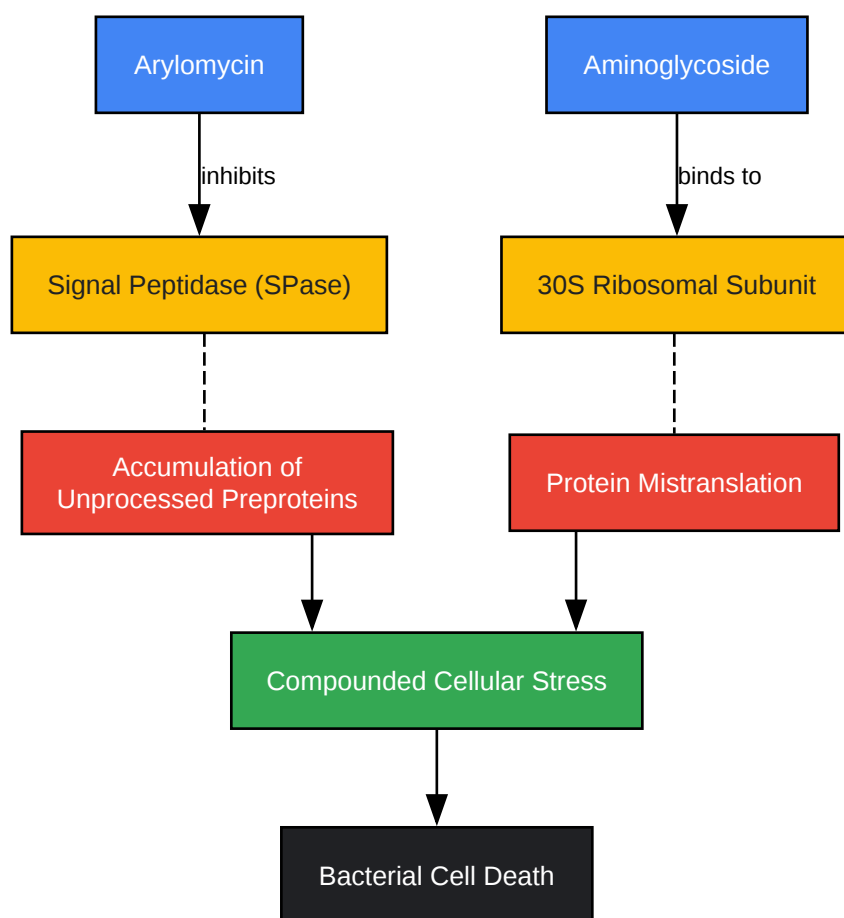 Arylomycin
Aminoglycoside
inhibits
binds to
Signal Peptidase (SPase)
30S Ribosomal Subunit
Accumulation of
Unprocessed Preproteins
Protein Mistranslation
Compounded Cellular Stress
Bacterial Cell Death